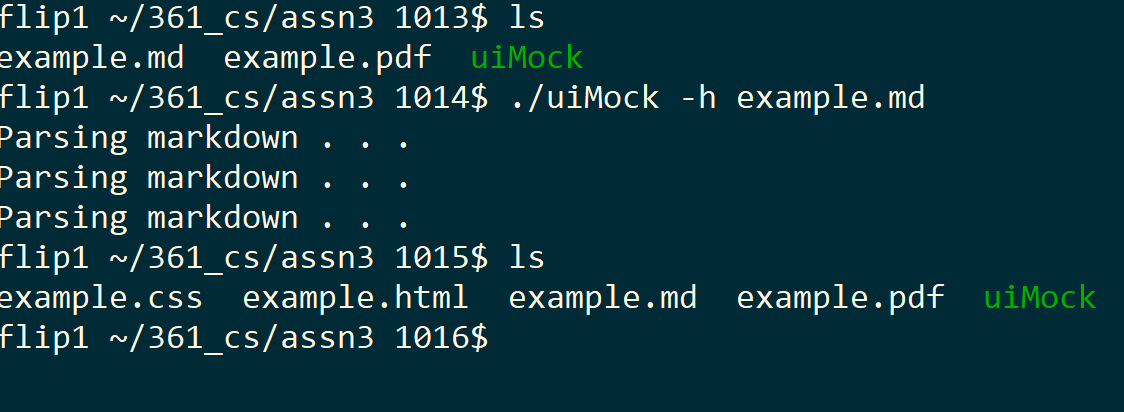 flip1 ~/361_cs/assn3 1013$ ls
example.md  example.pdf  uiMock
flip1 ~/361_cs/assn3 1014$ ./uiMock -h example.md
Parsing markdown . . .
Parsing markdown . . .
Parsing markdown . . .
flip1 ~/361_cs/assn3 1015$ ls
example.css  example.html  example.md  example.pdf  uiMock
flip1 ~/361_cs/assn3 1016$